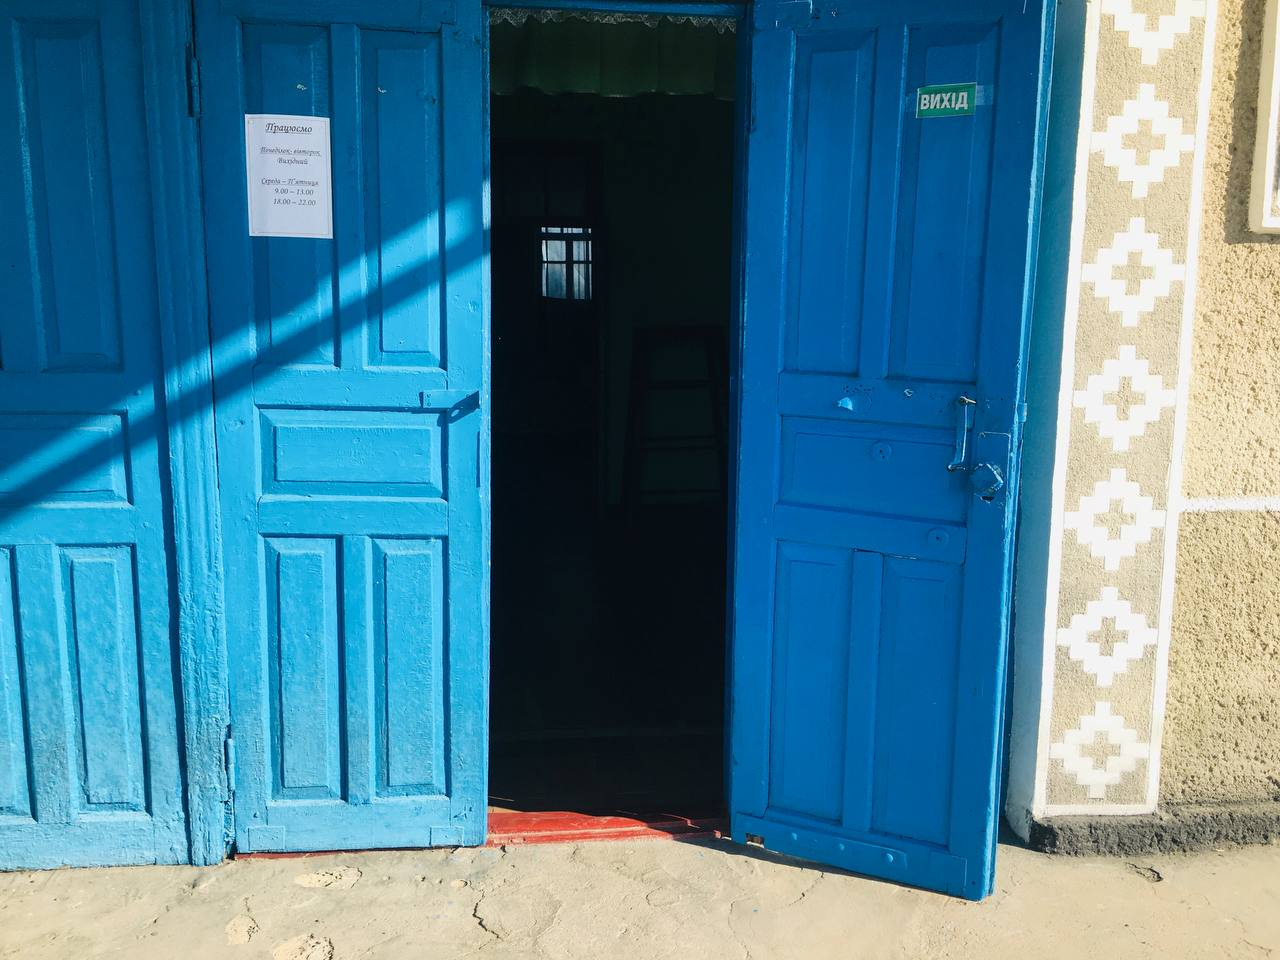 Працюємо
Понеділок- вівторок
Вихідний
Середа – П'ятниця
9.00 – 13.00
18.00 – 22.00
ВИХІД